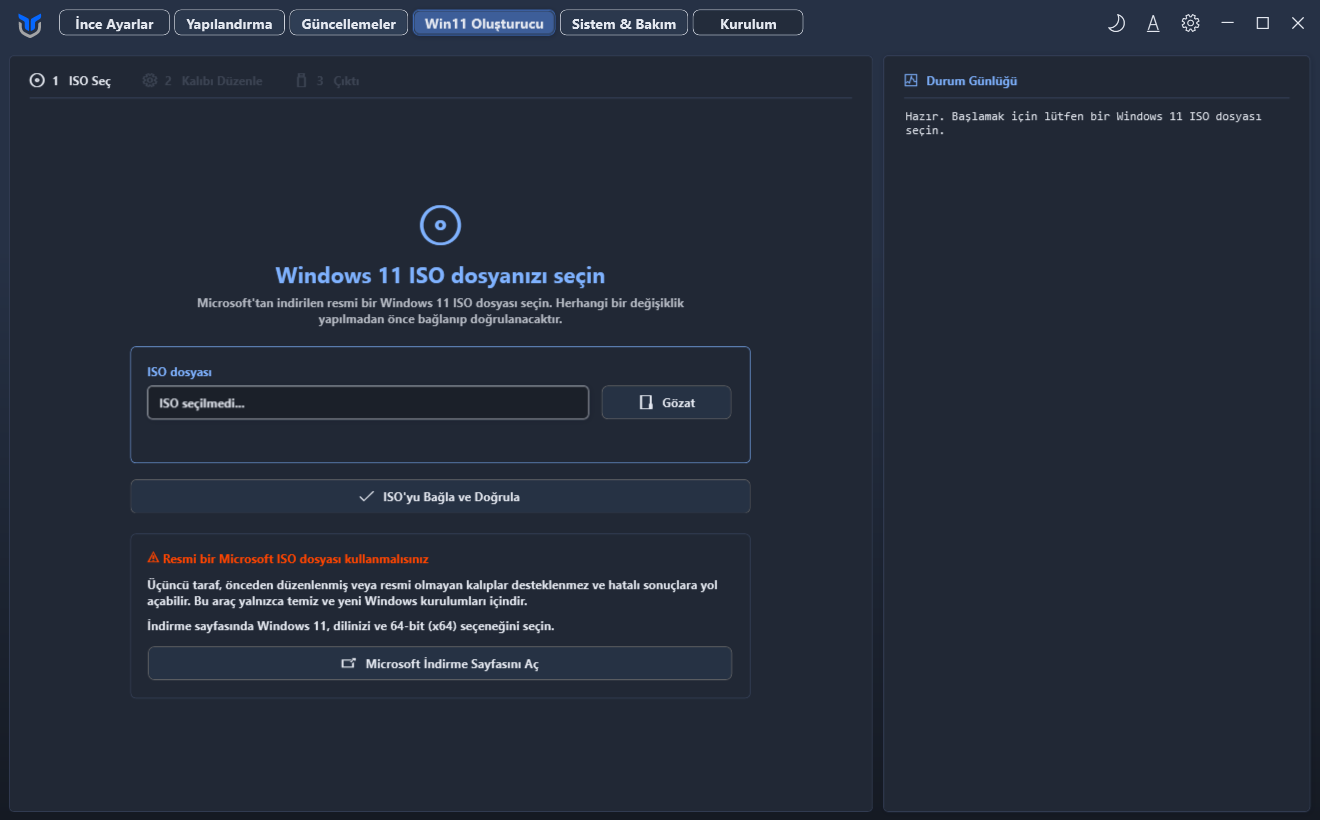 İnce Ayarlar
Yapılandırma
Güncellemeler
Win11 Oluşturucu
Sistem & Bakım
Kurulum
1 ISO Seç
2 Kalıbı Düzenle
3 Çıktı
Windows 11 ISO dosyanızı seçin
Microsoft'tan indirilen resmi bir Windows 11 ISO dosyası seçin. Herhangi bir değişiklik
yapılmadan önce bağlanıp doğrulanacaktır.
ISO dosyası
ISO seçilmedi...
Gözat
ISO'yu Bağla ve Doğrula
⚠ Resmi bir Microsoft ISO dosyası kullanmalısınız
Üçüncü taraf, önceden düzenlenmiş veya resmi olmayan kalıplar desteklenmez ve hatalı sonuçlara yol
açabilir. Bu araç yalnızca temiz ve yeni Windows kurulumları içindir.
İndirme sayfasında Windows 11, dilinizi ve 64-bit (x64) seçeneğini seçin.
Microsoft İndirme Sayfasını Aç
Durum Günlüğü
Hazır. Başlamak için lütfen bir Windows 11 ISO dosyası
seçin.